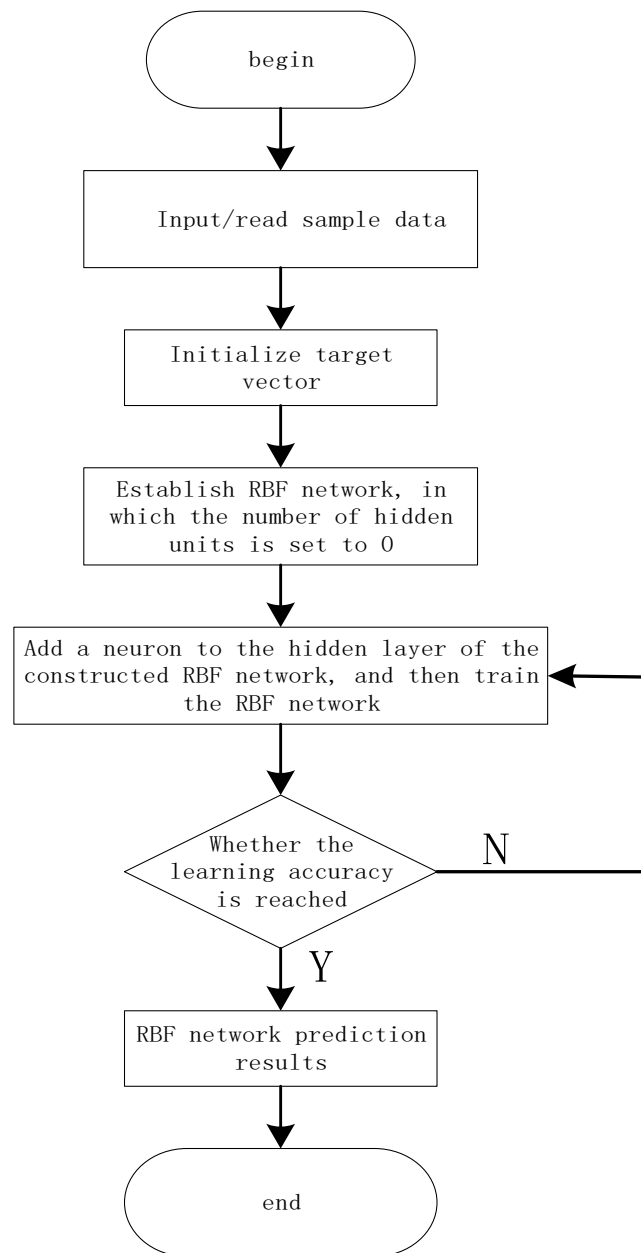 begin
Input/read sample data
Initialize target
vector
Establish RBF network, in
which the number of hidden
units is set to 0
Add a neuron to the hidden layer of the
constructed RBF network, and then train
the RBF network
Whether the
learning accuracy
is reached
N
Y
RBF network prediction
results
end